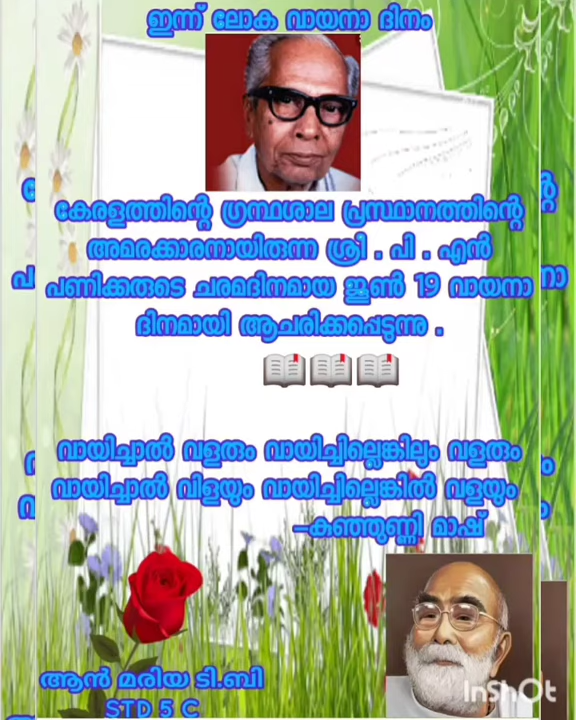 ഇന്ന് ലോക വായനാ ദിനം
കേരളത്തിന്റെ ഗ്രന്ഥശാല പ്രസ്ഥാനത്തിന്റെ
അമരക്കാരനായിരുന്ന ശ്രീ . പി . എൻ
പണിക്കരുടെ ചരമദിനമായ ജൂൺ 19 വായനാ
ദിനമായി ആചരിക്കപ്പെടുന്നു .
വായിച്ചാൽ വളരും വായിച്ചില്ലെങ്കിലും വളരും
വായിച്ചാൽ വിളയും വായിച്ചില്ലെങ്കിൽ വളയും
-കുഞ്ഞുണ്ണി മാഷ്
ആൻ മരിയ ടി.ബി
STD 5 C
InShOt